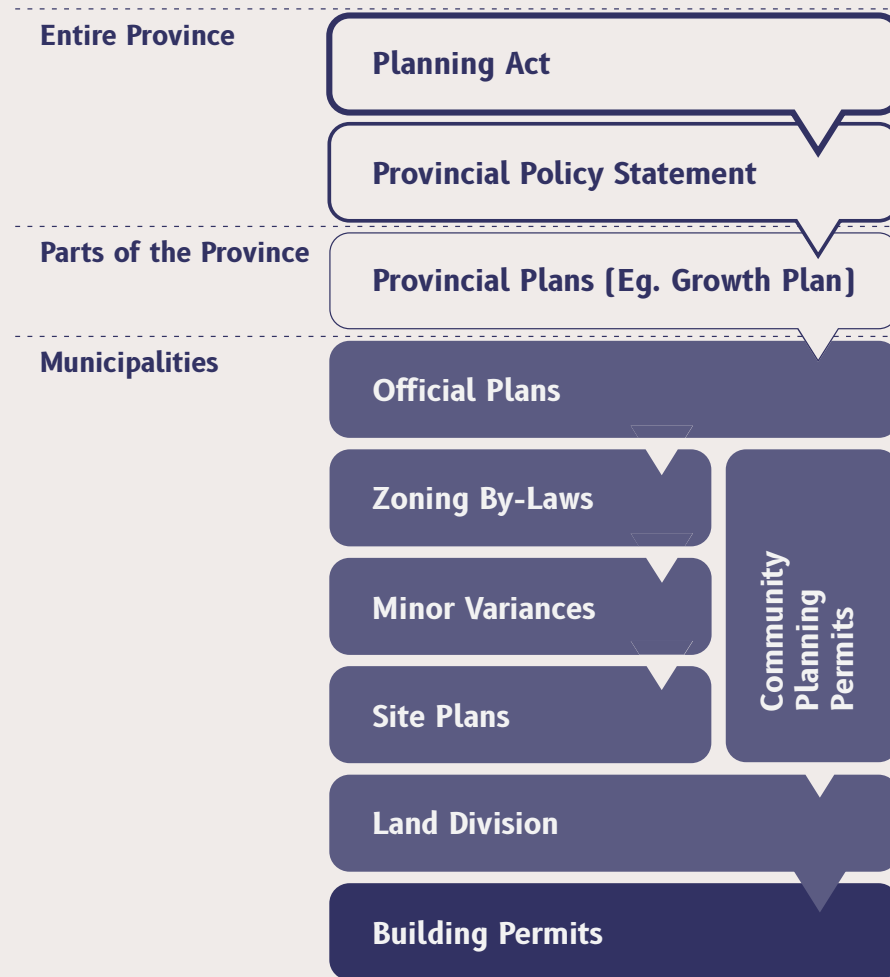 Entire Province
Planning Act
Provincial Policy Statement
Parts of the Province
Provincial Plans (Eg. Growth Plan)
Municipalities
Official Plans
Zoning By-Laws
Minor Variances
Site Plans
Community
Planning
Permits
Land Division
Building Permits